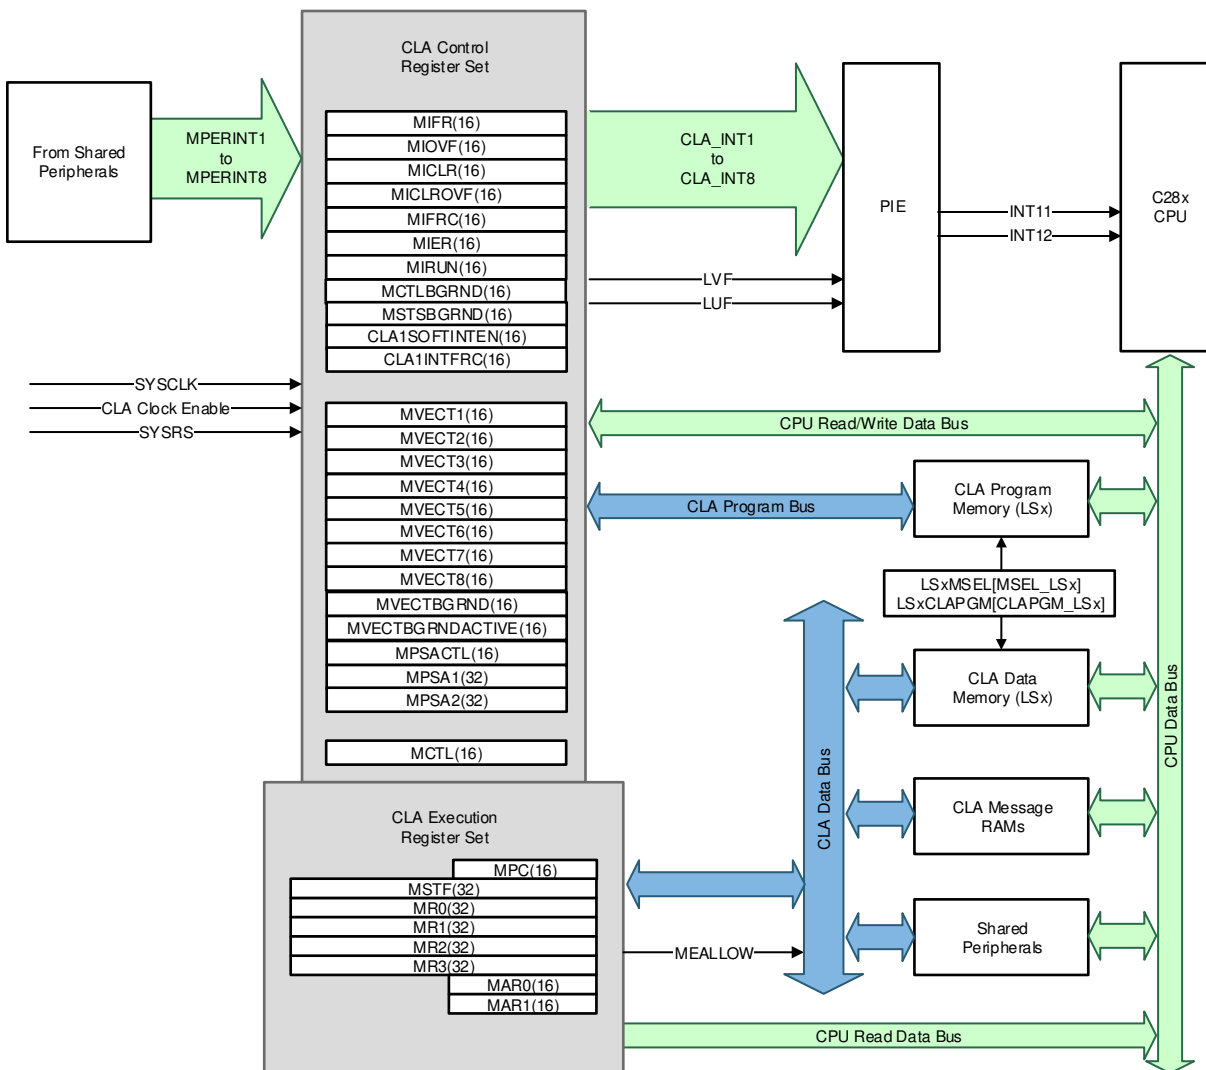 CLA Control
Register Set
From Shared
Peripherals
MPERINT1
to
MPERINT8
MIFR(16)
MIOVF(16)
MICLR(16)
MICLROVF(16)
MIFRC(16)
MIER(16)
MIRUN(16)
MCTLBGRND(16)
MSTSBGRND(16)
CLA1SOFTINTEN(16)
CLA1INTFRC(16)
CLA_INT1
to
CLA_INT8
LVF
LUF
PIE
INT11
INT12
C28x
CPU
SYSCLK
CLA Clock Enable
SYSRS
MVECT1(16)
MVECT2(16)
MVECT3(16)
MVECT4(16)
MVECT5(16)
MVECT6(16)
MVECT7(16)
MVECT8(16)
MVECTBGRND(16)
MVECTBGRNDACTIVE(16)
MPSACTL(16)
MPSA1(32)
MPSA2(32)
MCTL(16)
CPU Read/Write Data Bus
CLA Program Bus
CLA Program
Memory (LSx)
LSxMSEL[MSEL_LSx]
LSxCLAPGM[CLAPGM_LSx]
CLA Data
Memory (LSx)
CLA Data Bus
CPU Data Bus
CLA Message
RAMs
Shared
Peripherals
CLA Execution
Register Set
MPC(16)
MSTF(32)
MR0(32)
MR1(32)
MR2(32)
MR3(32)
MAR0(16)
MAR1(16)
MEALLOW
CPU Read Data Bus